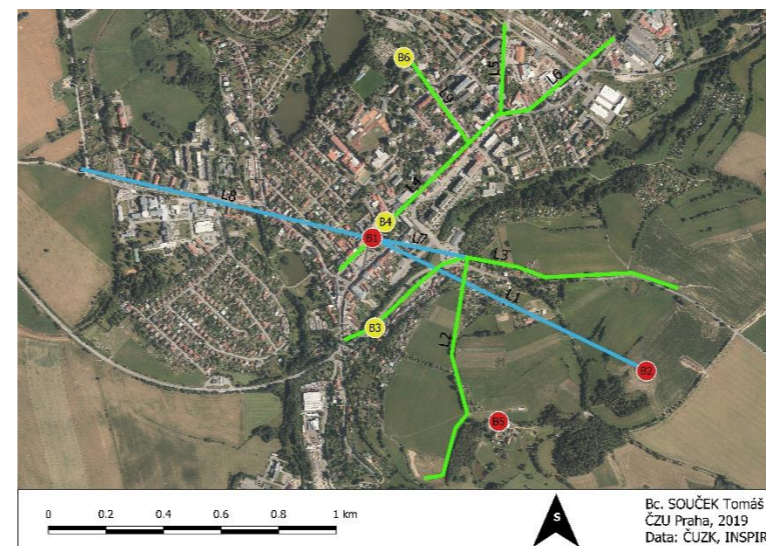 L5
B6
L6
L8
B4
B1
L7
L3
L1
B3
L2
B2
B5
0 0.2 0.4 0.6 0.8 1 km
S
Bc. SOUČEK Tomáš
ČZU Praha, 2019
Data: ČUZK, INSPIR